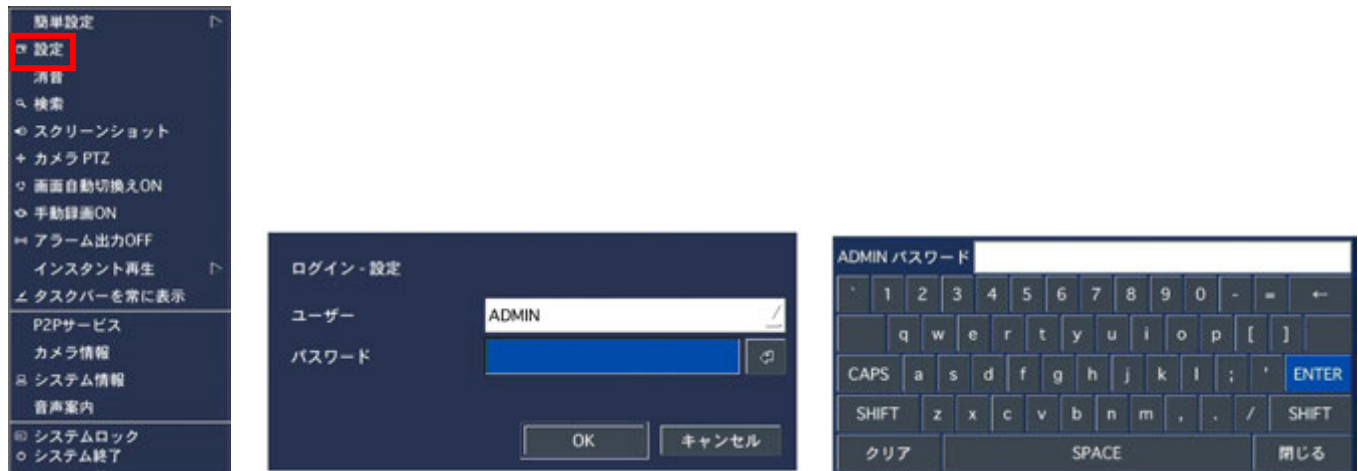 簡単設定
設定
消音
検索
スクリーンショット
カメラ PTZ
画面自動切換えON
手動録画ON
アラーム出力OFF
インスタント再生
タスクバーを常に表示
P2Pサービス
カメラ情報
システム情報
音声案内
システムロック
システム終了
ログイン - 設定
ユーザー ADMIN
パスワード
OK キャンセル
ADMIN パスワード
` 1 2 3 4 5 6 7 8 9 0 - = ←
q w e r t y u i o p [ ]
CAPS a s d f g h j k l ; ' ENTER
SHIFT z x c v b n m , . / SHIFT
クリア SPACE 閉じる